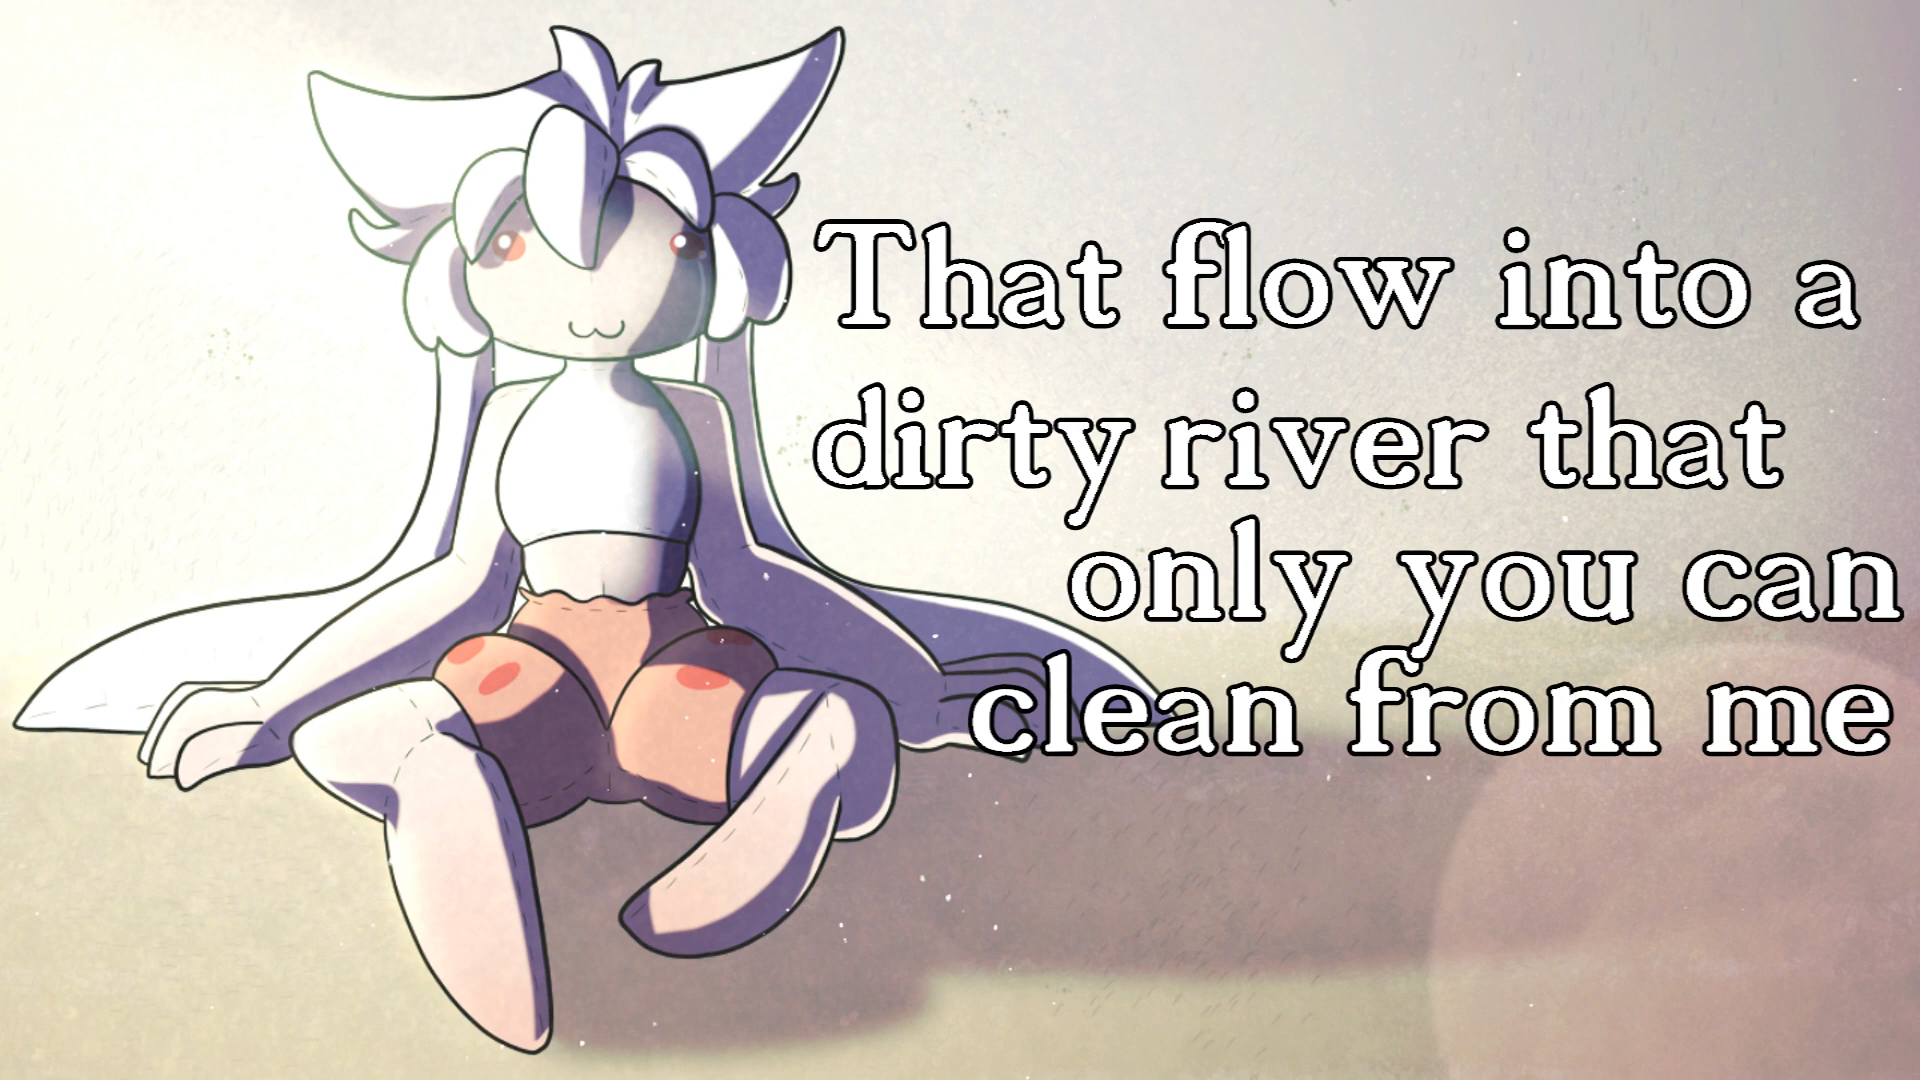 That flow into a
dirty river that
only you can
clean from me